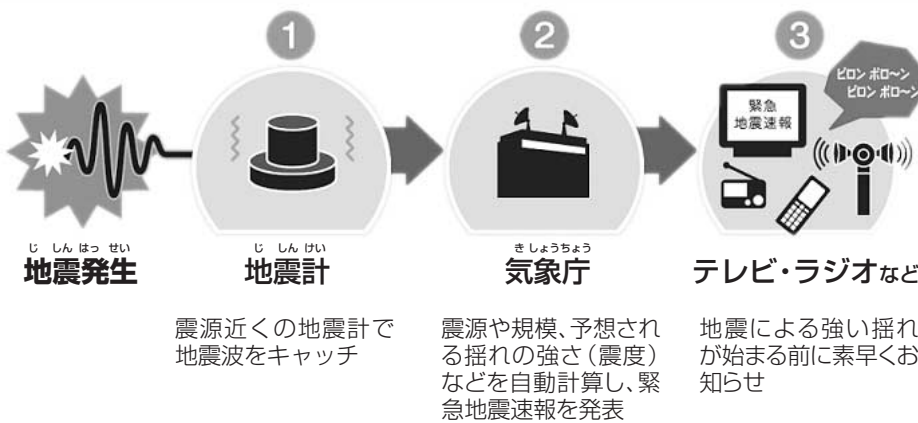 1
2
3
ピロン ポロ〜ン
ピロン ポロ〜ン
緊急
地震速報
じ しん はっ せい
地震発生
じ しん けい
地震計
き しょうちょう
気象庁
テレビ・ラジオなど
震源近くの地震計で
地震波をキャッチ
震源や規模、予想され
る揺れの強さ(震度)
などを自動計算し、緊
急地震速報を発表
地震による強い揺れ
が始まる前に素早くお
知らせ